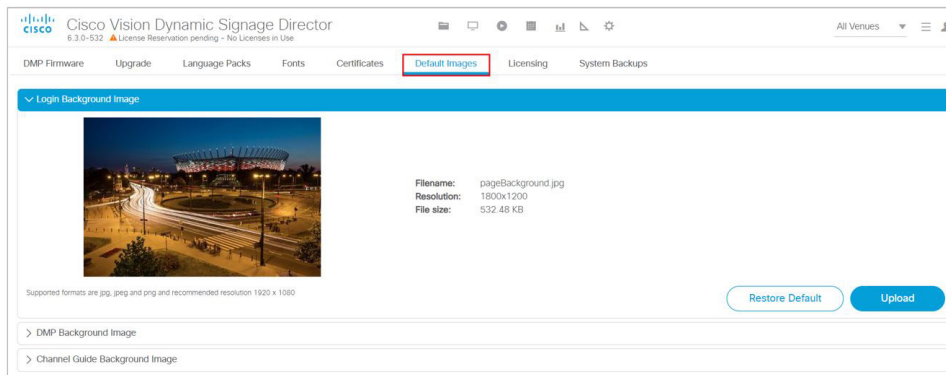 CISCO
Cisco Vision Dynamic Signage Director
6.3.0-532 License Reservation pending - No Licenses in Use
All Venues
DMP Firmware Upgrade Language Packs Fonts Certificates Default Images Licensing System Backups
Login Background Image
Filename: pageBackground.jpg
Resolution: 1800x1200
File size: 532.48 KB
Supported formats are jpg, jpeg and png and recommended resolution 1920 x 1080
Restore Default Upload
DMP Background Image
Channel Guide Background Image